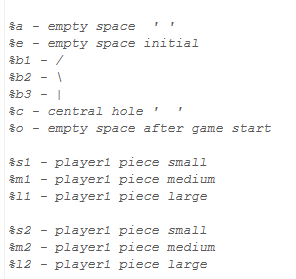 %a - empty space  ' '
%e - empty space initial
%b1 - /
%b2 - \
%b3 - |
%c - central hole '  '
%o - empty space after game start
%s1 - player1 piece small
%m1 - player1 piece medium
%l1 - player1 piece large
%s2 - player1 piece small
%m2 - player1 piece medium
%l2 - player1 piece large